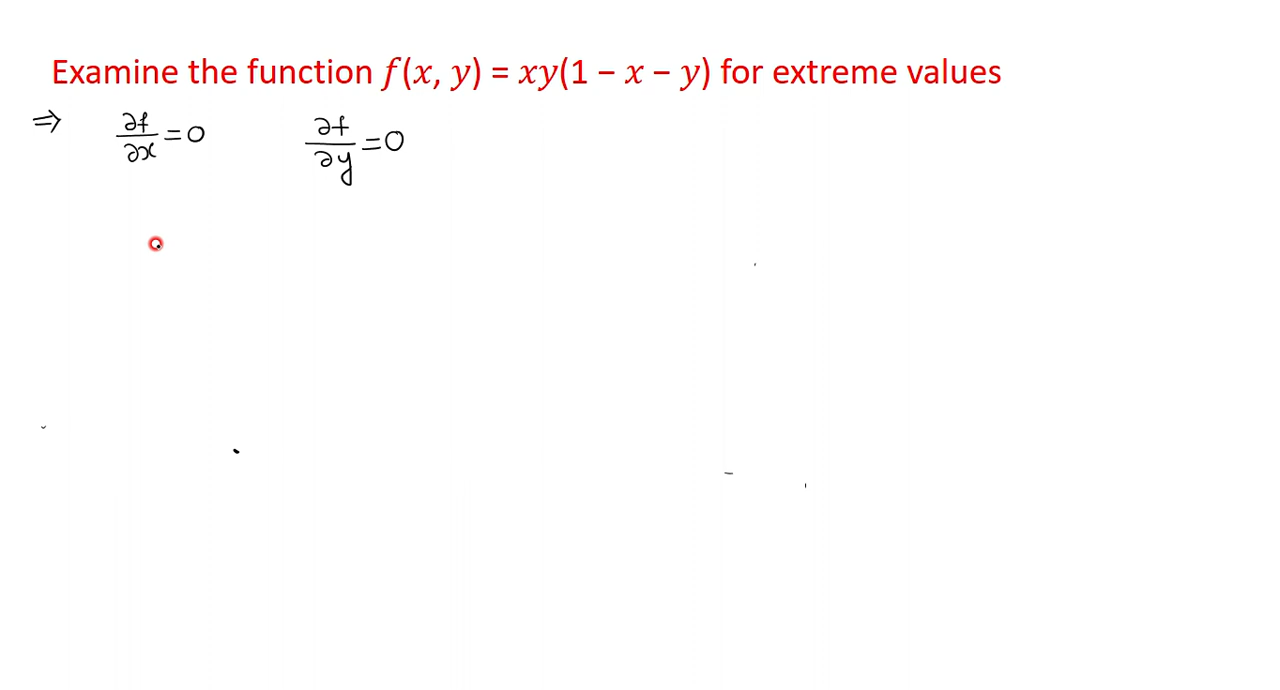 Examine the function f(x, y) = xy(1 − x − y) for extreme values
⇒ ∂f/∂x = 0 ∂f/∂y = 0